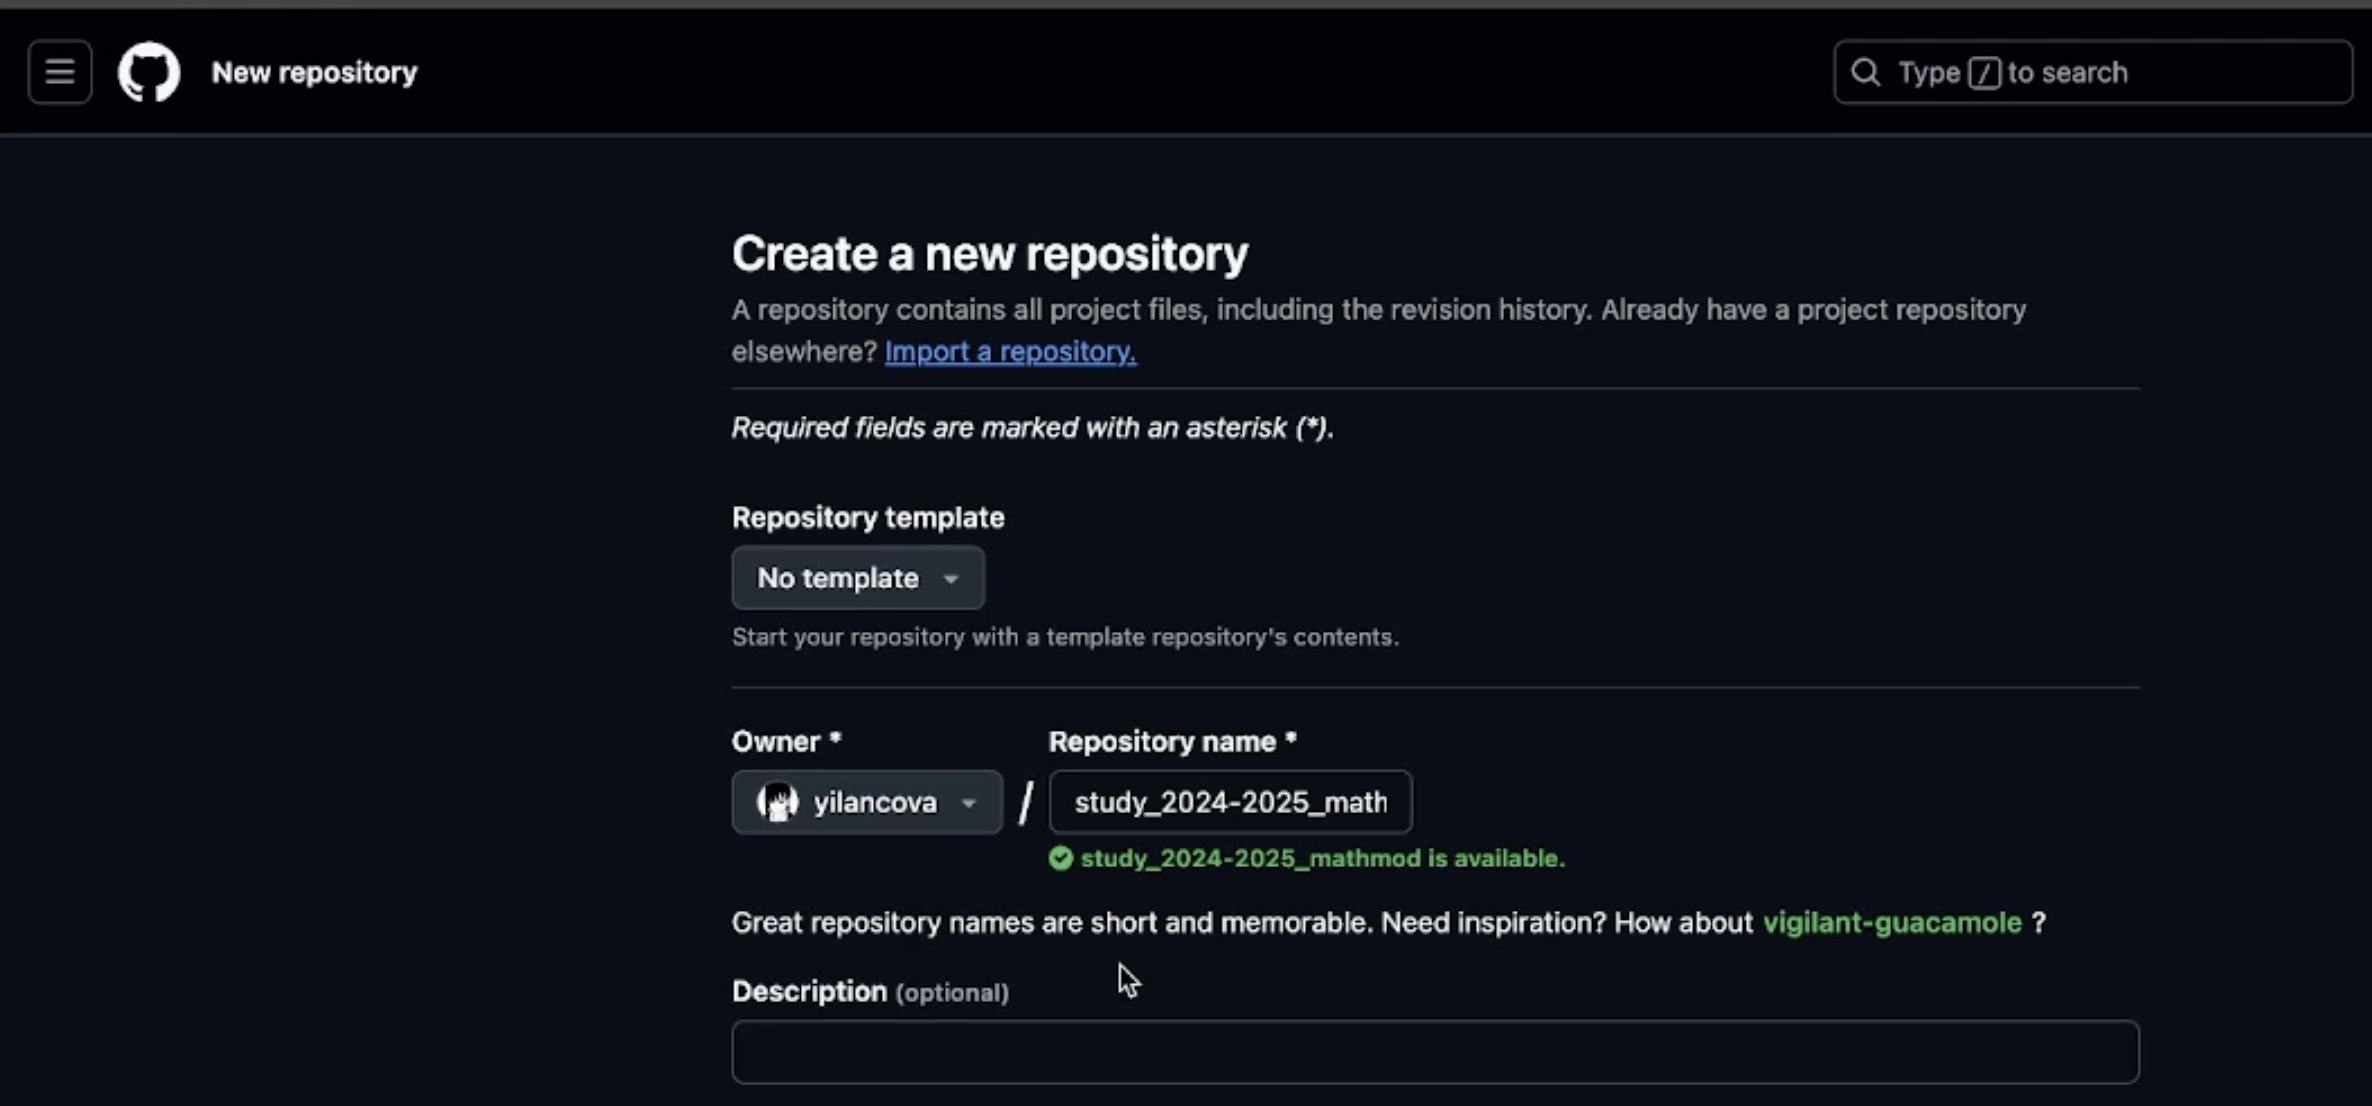 New repository
Type / to search
Create a new repository
A repository contains all project files, including the revision history. Already have a project repository
elsewhere? Import a repository.
Required fields are marked with an asterisk (*).
Repository template
No template
Start your repository with a template repository's contents.
Owner * Repository name *
yilancova / study_2024-2025_math
study_2024-2025_mathmod is available.
Great repository names are short and memorable. Need inspiration? How about vigilant-guacamole ?
Description (optional)